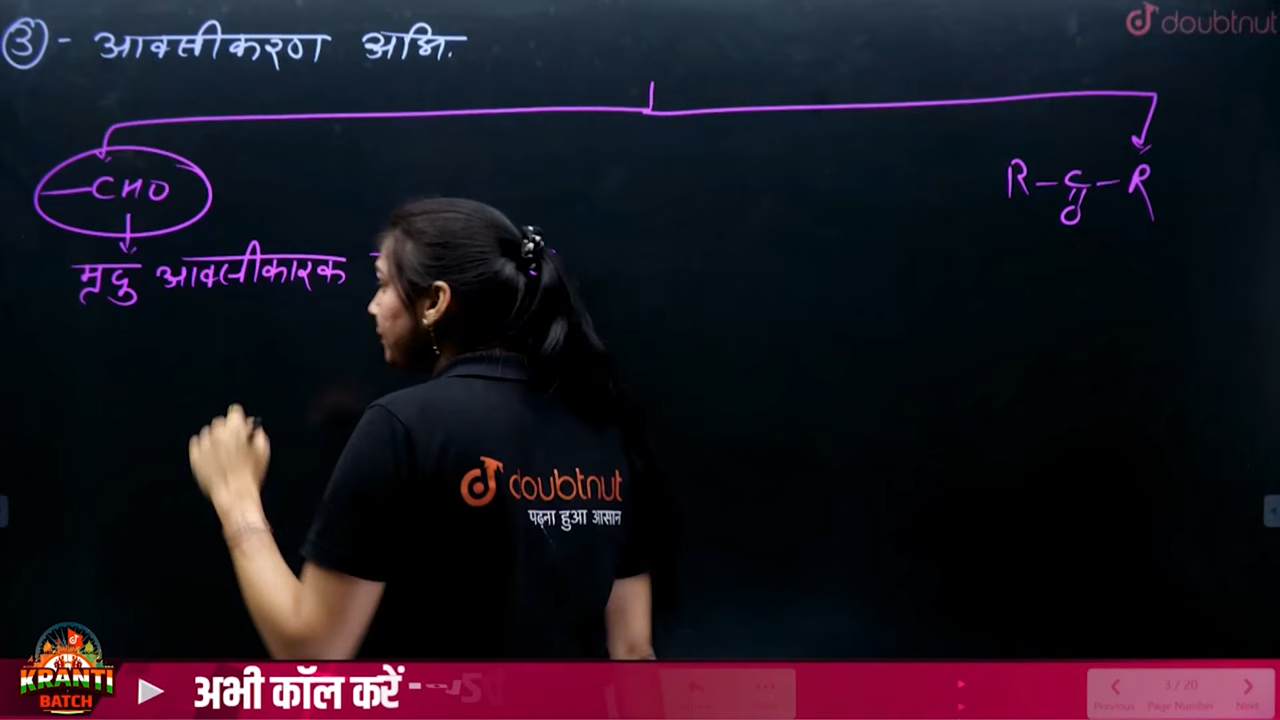 ③ - आक्सीकरण अभि.
doubtnut
—CHO
R-C-R
O
मृदु आक्सीकारक
doubtnut
पढ़ना हुआ आसान
KRANTI
BATCH
अभी कॉल करें
3 / 20
Previous Page Number Next